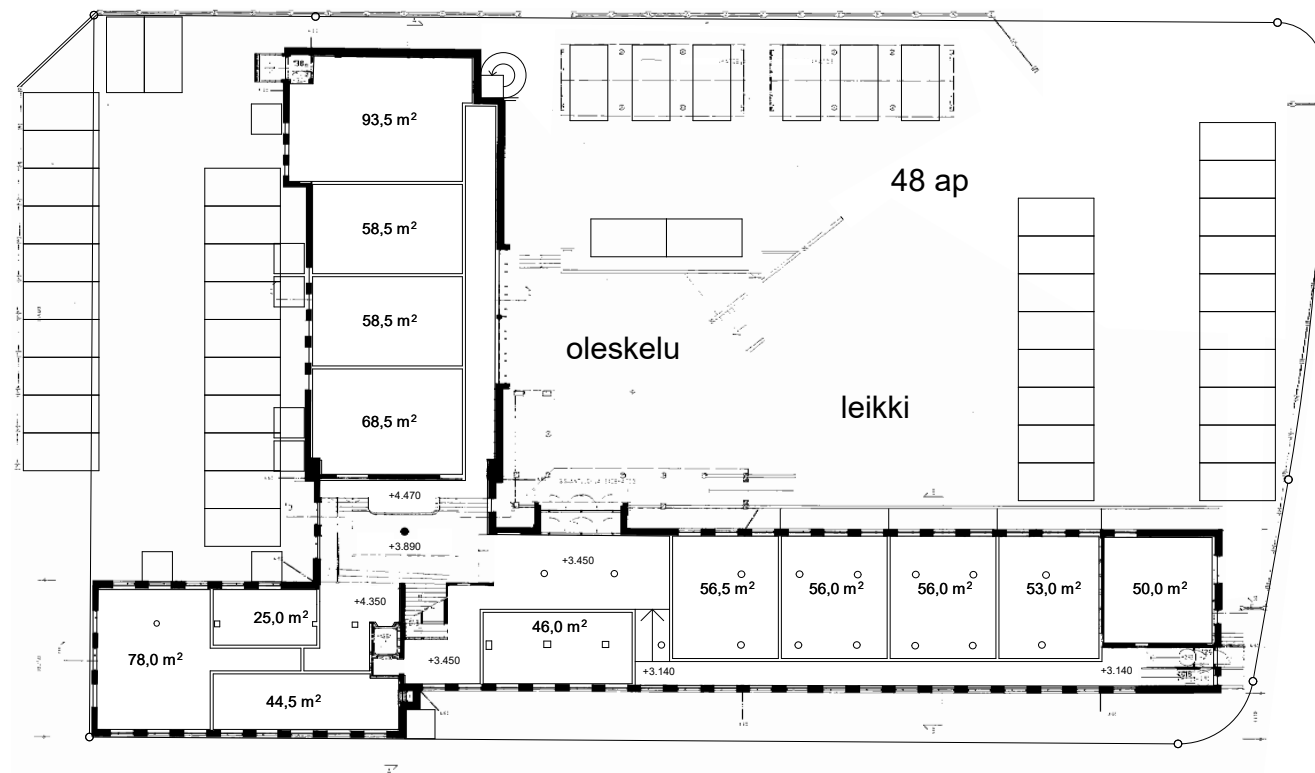 93,5 m²
48 ap
58,5 m²
58,5 m²
oleskelu
68,5 m²
leikki
+4.470
+3.890
+3.450
56,5 m²
56,0 m²
56,0 m²
53,0 m²
50,0 m²
+4.350
25,0 m²
46,0 m²
78,0 m²
+3.450
+3.140
+3.140
44,5 m²